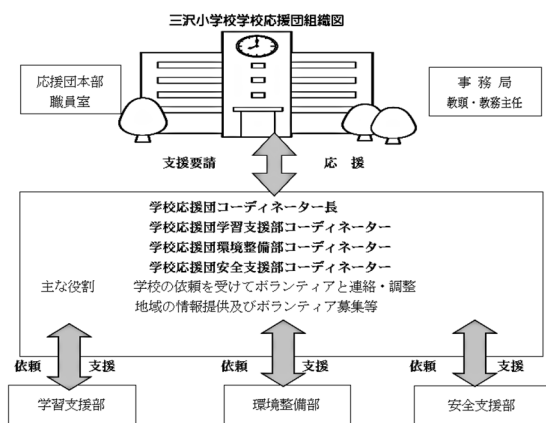 三沢小学校学校応援団組織図
応援団本部
職員室
事 務 局
教頭・教務主任
支援要請
応 援
学校応援団コーディネーター長
学校応援団学習支援部コーディネーター
学校応援団環境整備部コーディネーター
学校応援団安全支援部コーディネーター
主な役割 学校の依頼を受けてボランティアと連絡・調整
地域の情報提供及びボランティア募集等
依頼 支援
依頼 支援
依頼 支援
学習支援部
環境整備部
安全支援部